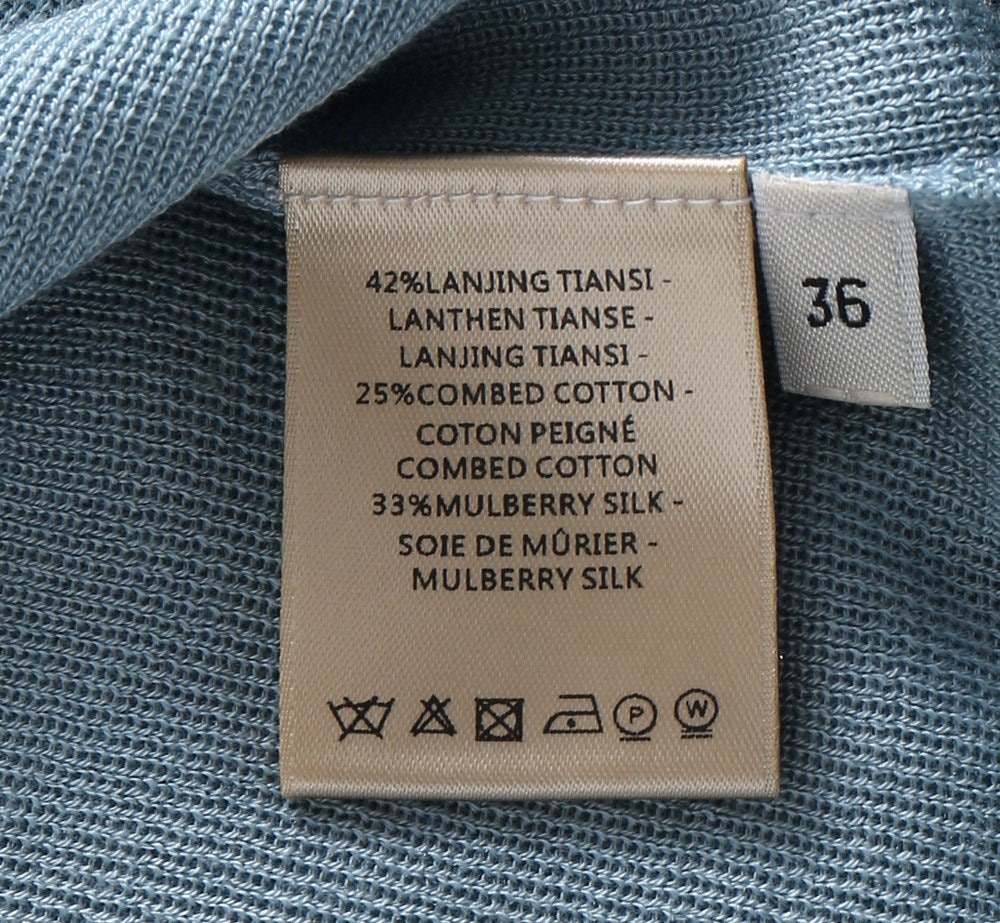 42%LANJING TIANSI -
LANTHEN TIANSE -
LANJING TIANSI -
25%COMBED COTTON -
COTON PEIGNÉ
COMBED COTTON
33%MULBERRY SILK -
SOIE DE MÛRIER -
MULBERRY SILK
P W
36